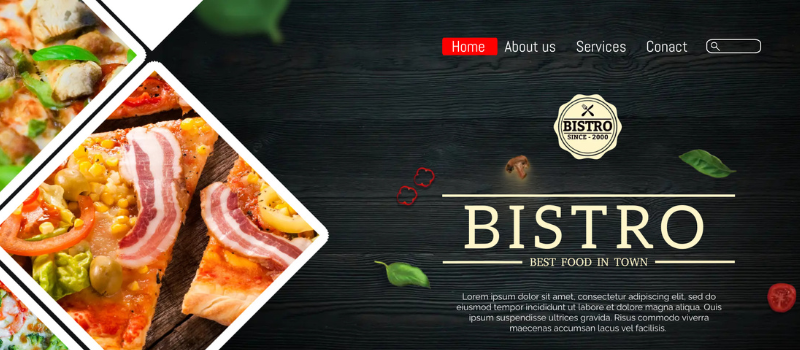 Home About us Services Conact
BISTRO
SINCE - 2000
BISTRO
BEST FOOD IN TOWN
Lorem ipsum dolor sit amet, consectetur adipiscing elit, sed do
eiusmod tempor incididunt ut labore et dolore magna aliqua. Quis
ipsum suspendisse ultrices gravida. Risus commodo viverra
maecenas accumsan lacus vel facilisis.